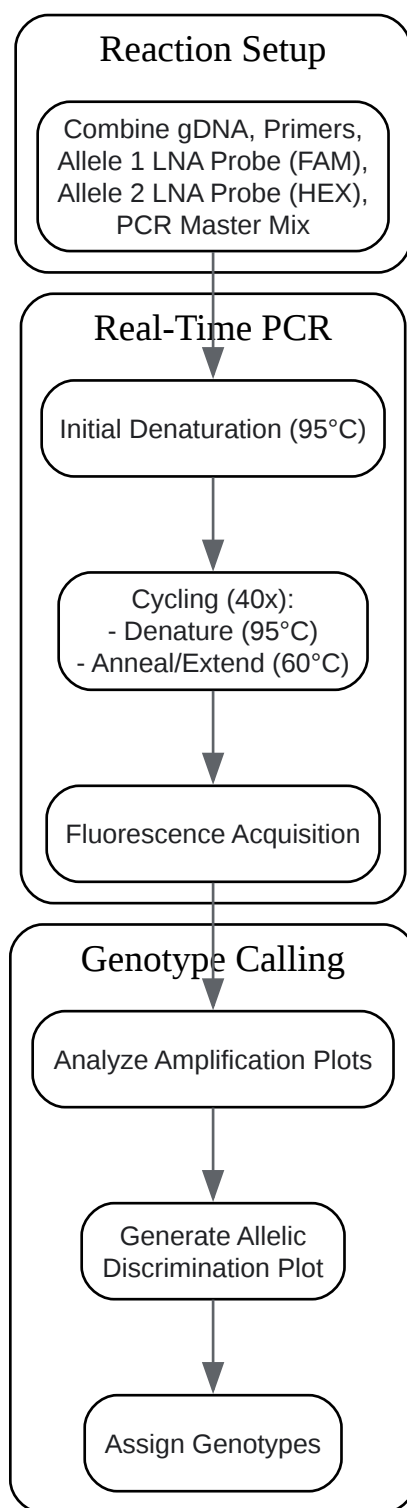 Reaction Setup
Combine gDNA, Primers,
Allele 1 LNA Probe (FAM),
Allele 2 LNA Probe (HEX),
PCR Master Mix
Real-Time PCR
Initial Denaturation (95°C)
Cycling (40x):
- Denature (95°C)
- Anneal/Extend (60°C)
Fluorescence Acquisition
Genotype Calling
Analyze Amplification Plots
Generate Allelic
Discrimination Plot
Assign Genotypes